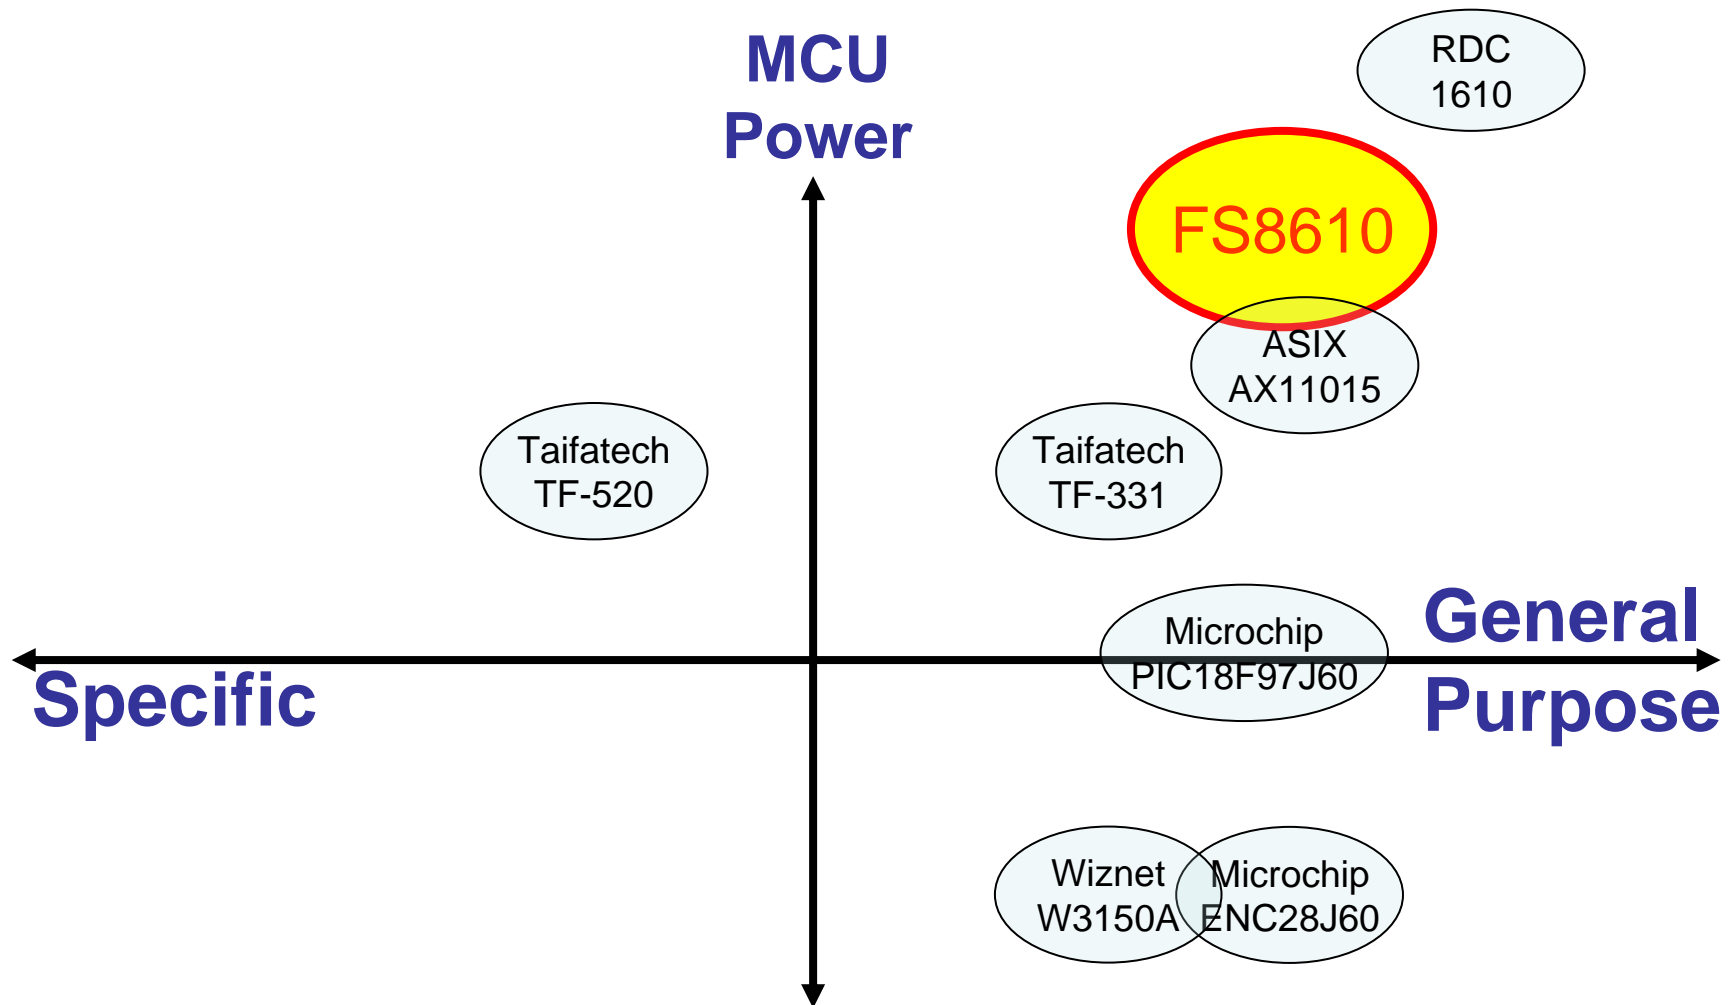 MCU
Power
RDC
1610
FS8610
ASIX
AX11015
Taifatech
TF-520
Taifatech
TF-331
Microchip
PIC18F97J60
General
Purpose
Specific
Wiznet
W3150A
Microchip
ENC28J60